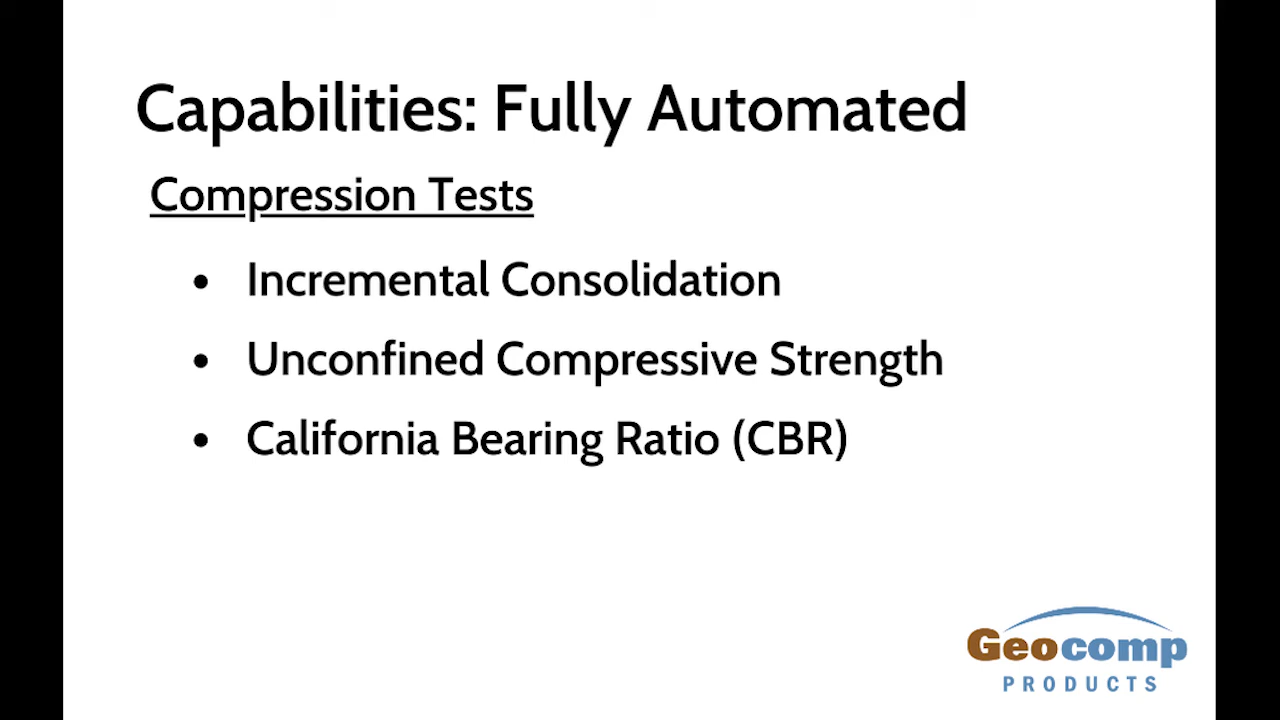 Capabilities: Fully Automated
Compression Tests
• Incremental Consolidation
• Unconfined Compressive Strength
• California Bearing Ratio (CBR)
Geocomp
PRODUCTS